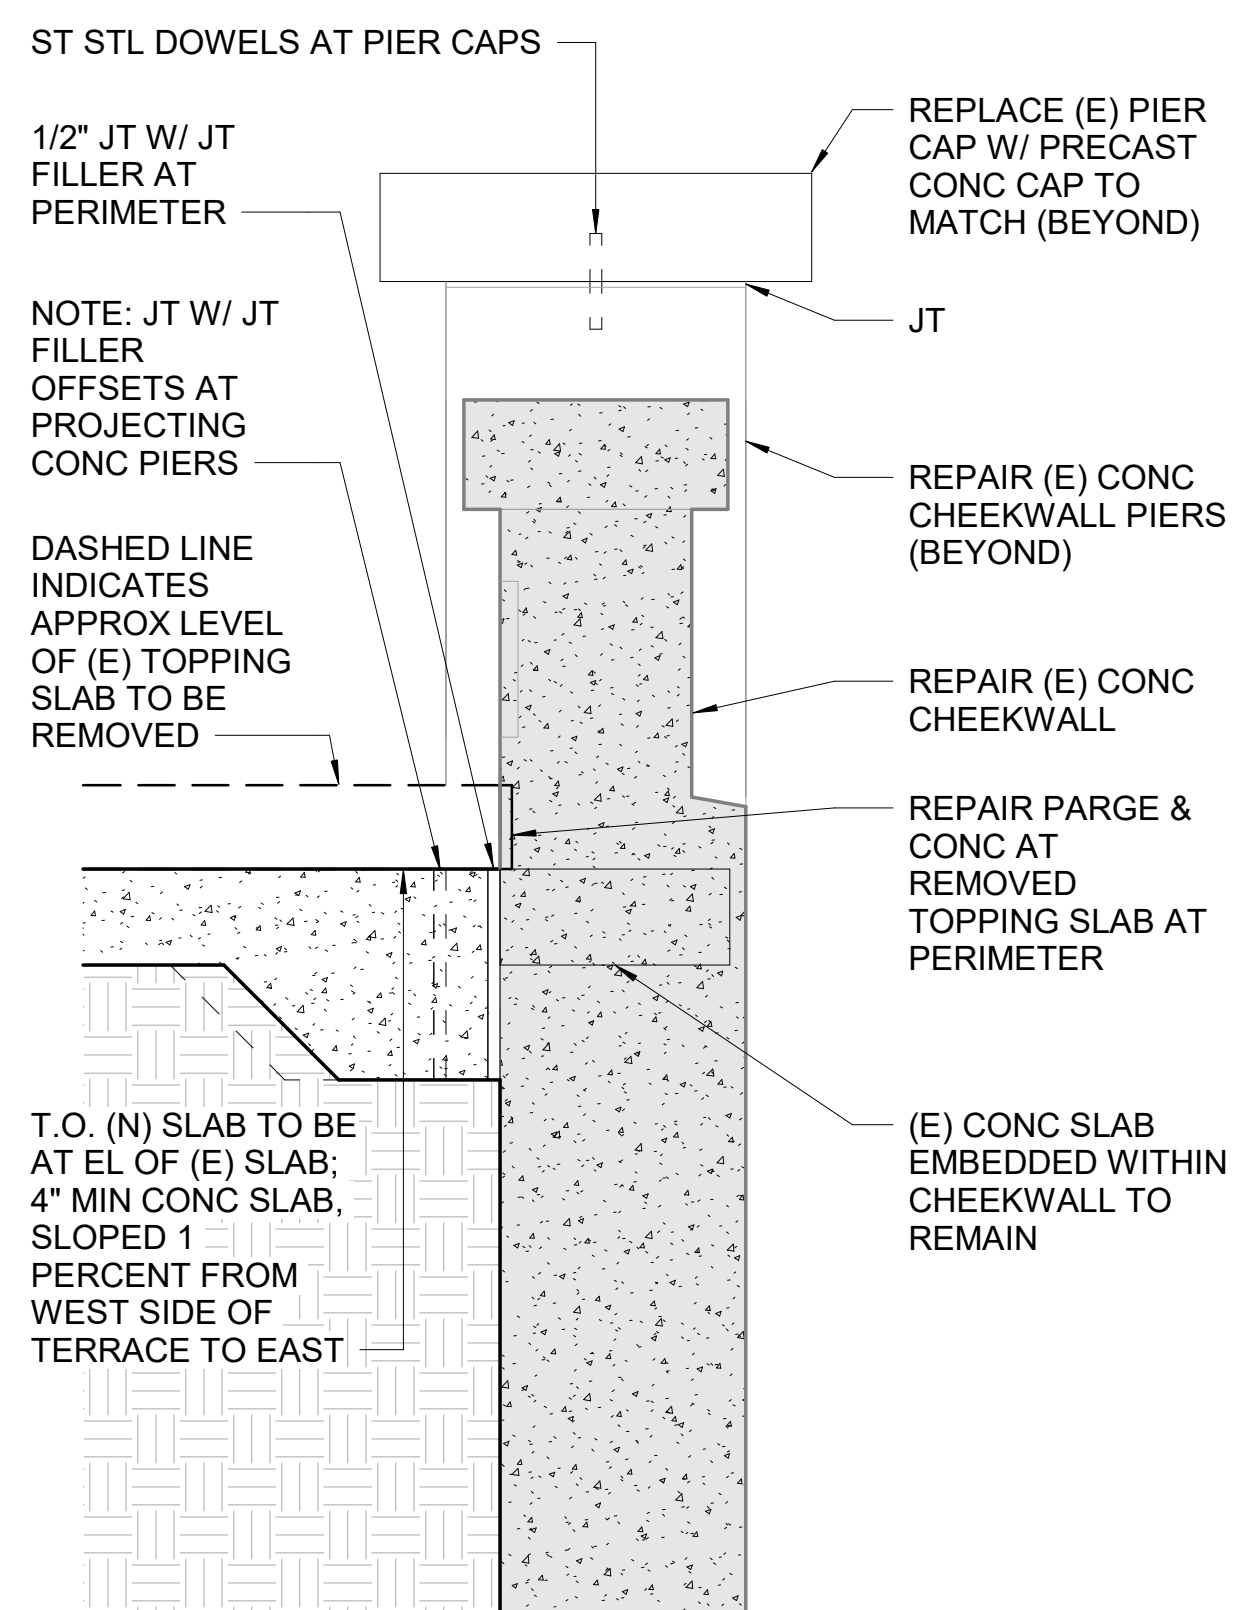 ST STL DOWELS AT PIER CAPS
1/2" JT W/ JT
FILLER AT
PERIMETER
NOTE: JT W/ JT
FILLER
OFFSETS AT
PROJECTING
CONC PIERS
DASHED LINE
INDICATES
APPROX LEVEL
OF (E) TOPPING
SLAB TO BE
REMOVED
T.O. (N) SLAB TO BE
AT EL OF (E) SLAB;
4" MIN CONC SLAB,
SLOPED 1
PERCENT FROM
WEST SIDE OF
TERRACE TO EAST
REPLACE (E) PIER
CAP W/ PRECAST
CONC CAP TO
MATCH (BEYOND)
JT
REPAIR (E) CONC
CHEEKWALL PIERS
(BEYOND)
REPAIR (E) CONC
CHEEKWALL
REPAIR PARGE &
CONC AT
REMOVED
TOPPING SLAB AT
PERIMETER
(E) CONC SLAB
EMBEDDED WITHIN
CHEEKWALL TO
REMAIN